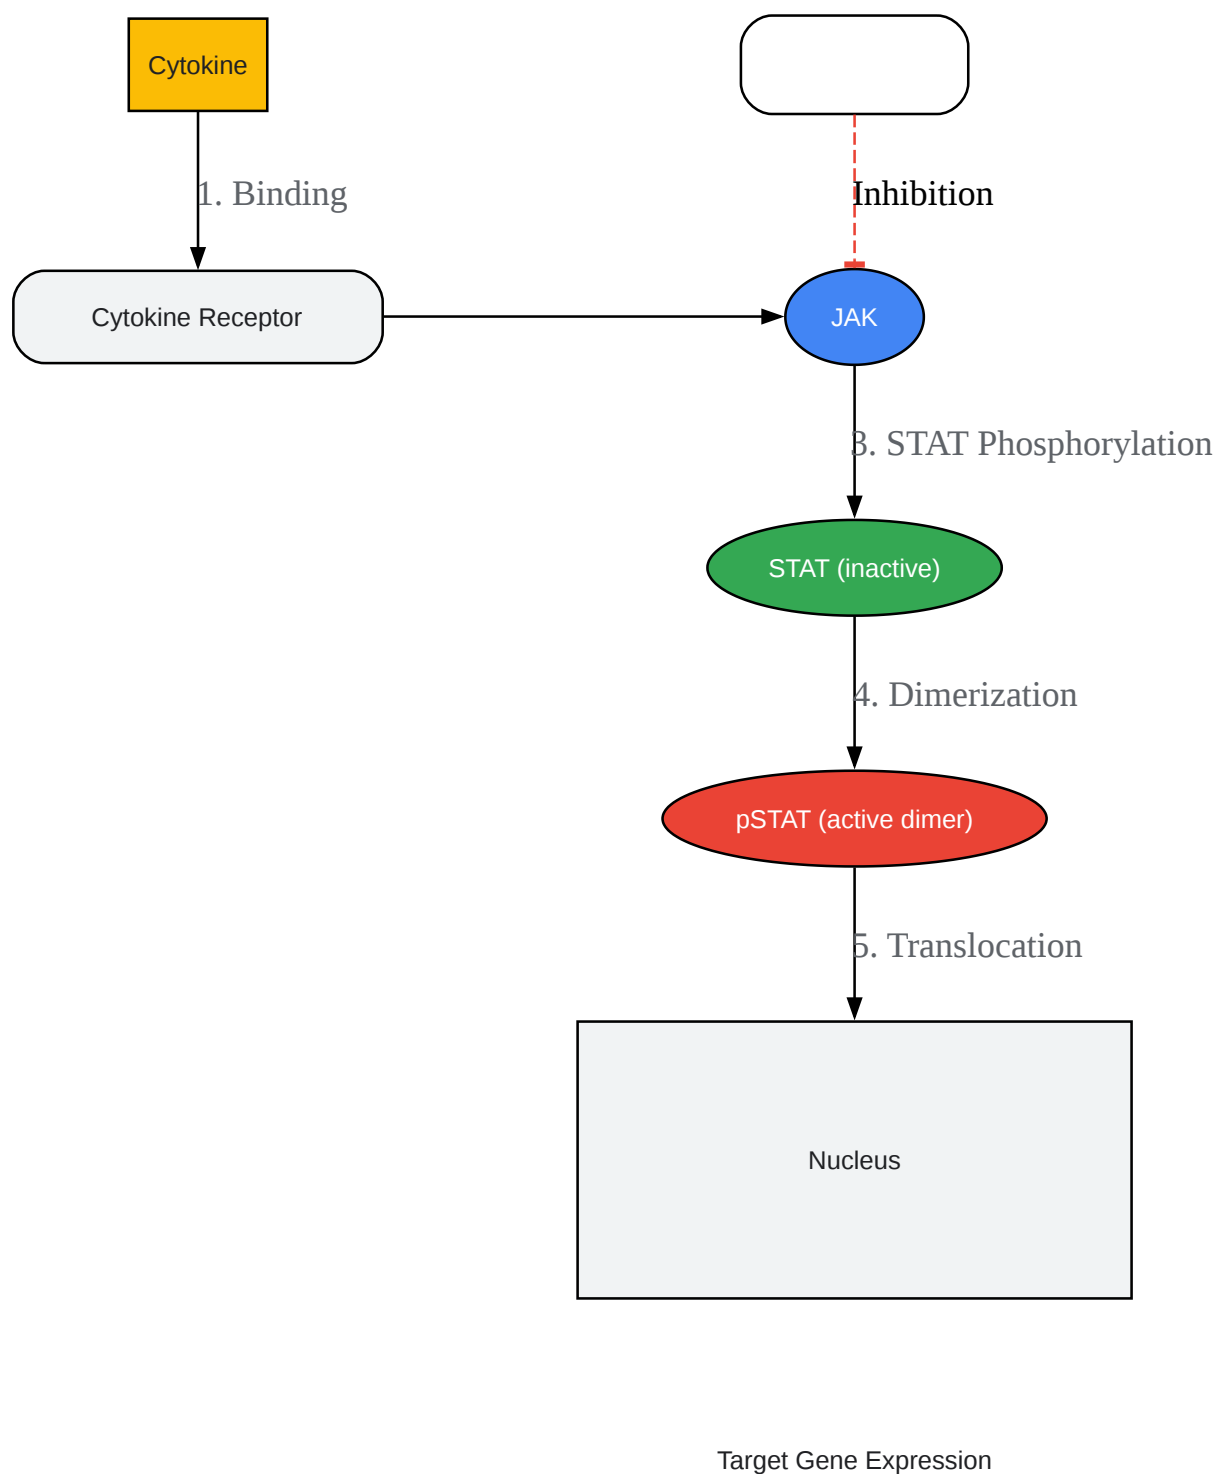 Cytokine
1. Binding
Inhibition
Cytokine Receptor
JAK
3. STAT Phosphorylation
STAT (inactive)
4. Dimerization
pSTAT (active dimer)
5. Translocation
Nucleus
Target Gene Expression